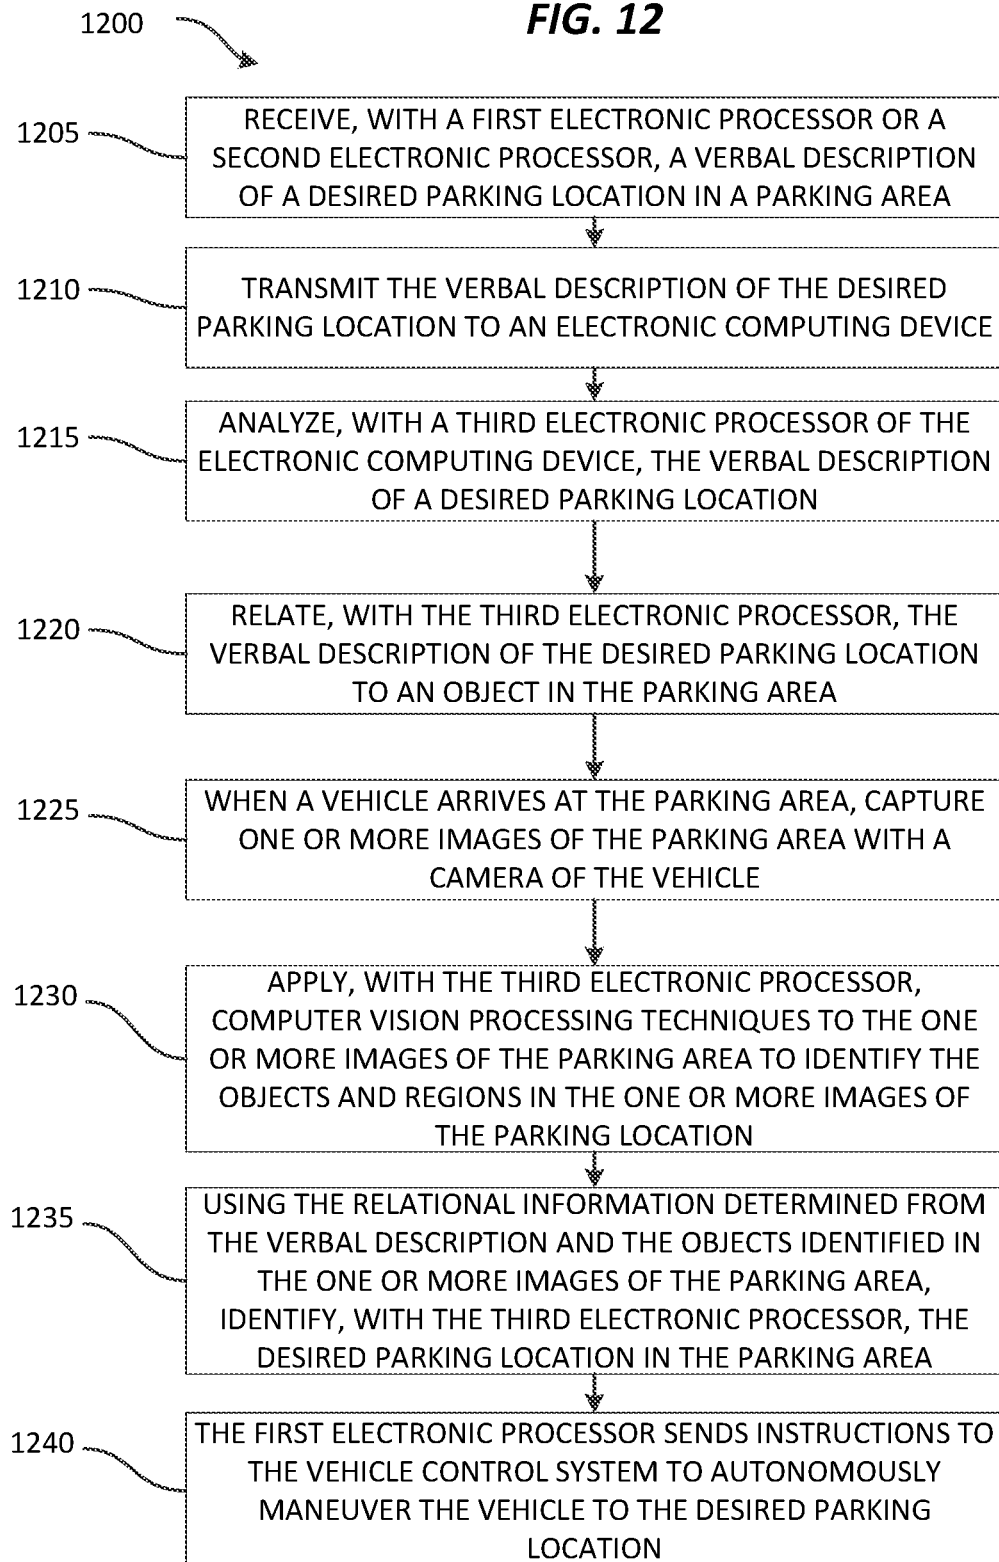 FIG. 12
1200
1205
RECEIVE, WITH A FIRST ELECTRONIC PROCESSOR OR A
SECOND ELECTRONIC PROCESSOR, A VERBAL DESCRIPTION
OF A DESIRED PARKING LOCATION IN A PARKING AREA
1210
TRANSMIT THE VERBAL DESCRIPTION OF THE DESIRED
PARKING LOCATION TO AN ELECTRONIC COMPUTING DEVICE
1215
ANALYZE, WITH A THIRD ELECTRONIC PROCESSOR OF THE
ELECTRONIC COMPUTING DEVICE, THE VERBAL DESCRIPTION
OF A DESIRED PARKING LOCATION
1220
RELATE, WITH THE THIRD ELECTRONIC PROCESSOR, THE
VERBAL DESCRIPTION OF THE DESIRED PARKING LOCATION
TO AN OBJECT IN THE PARKING AREA
1225
WHEN A VEHICLE ARRIVES AT THE PARKING AREA, CAPTURE
ONE OR MORE IMAGES OF THE PARKING AREA WITH A
CAMERA OF THE VEHICLE
1230
APPLY, WITH THE THIRD ELECTRONIC PROCESSOR,
COMPUTER VISION PROCESSING TECHNIQUES TO THE ONE
OR MORE IMAGES OF THE PARKING AREA TO IDENTIFY THE
OBJECTS AND REGIONS IN THE ONE OR MORE IMAGES OF
THE PARKING LOCATION
1235
USING THE RELATIONAL INFORMATION DETERMINED FROM
THE VERBAL DESCRIPTION AND THE OBJECTS IDENTIFIED IN
THE ONE OR MORE IMAGES OF THE PARKING AREA,
IDENTIFY, WITH THE THIRD ELECTRONIC PROCESSOR, THE
DESIRED PARKING LOCATION IN THE PARKING AREA
1240
THE FIRST ELECTRONIC PROCESSOR SENDS INSTRUCTIONS TO
THE VEHICLE CONTROL SYSTEM TO AUTONOMOUSLY
MANEUVER THE VEHICLE TO THE DESIRED PARKING
LOCATION